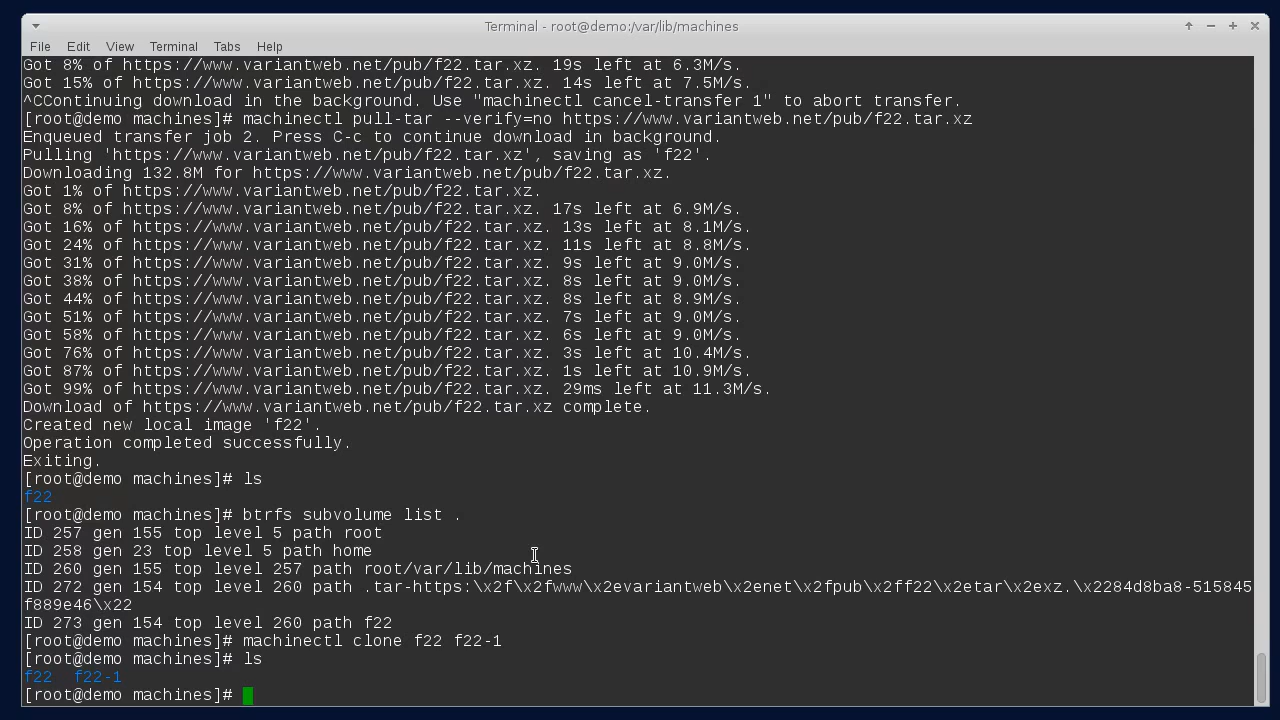 Terminal - root@demo:/var/lib/machines
File Edit View Terminal Tabs Help
Got 8% of https://www.variantweb.net/pub/f22.tar.xz. 19s left at 6.3M/s.
Got 15% of https://www.variantweb.net/pub/f22.tar.xz. 14s left at 7.5M/s.
^CContinuing download in the background. Use "machinectl cancel-transfer 1" to abort transfer.
[root@demo machines]# machinectl pull-tar --verify=no https://www.variantweb.net/pub/f22.tar.xz
Enqueued transfer job 2. Press C-c to continue download in background.
Pulling 'https://www.variantweb.net/pub/f22.tar.xz', saving as 'f22'.
Downloading 132.8M for https://www.variantweb.net/pub/f22.tar.xz.
Got 1% of https://www.variantweb.net/pub/f22.tar.xz.
Got 8% of https://www.variantweb.net/pub/f22.tar.xz. 17s left at 6.9M/s.
Got 16% of https://www.variantweb.net/pub/f22.tar.xz. 13s left at 8.1M/s.
Got 24% of https://www.variantweb.net/pub/f22.tar.xz. 11s left at 8.8M/s.
Got 31% of https://www.variantweb.net/pub/f22.tar.xz. 9s left at 9.0M/s.
Got 38% of https://www.variantweb.net/pub/f22.tar.xz. 8s left at 9.0M/s.
Got 44% of https://www.variantweb.net/pub/f22.tar.xz. 8s left at 8.9M/s.
Got 51% of https://www.variantweb.net/pub/f22.tar.xz. 7s left at 9.0M/s.
Got 58% of https://www.variantweb.net/pub/f22.tar.xz. 6s left at 9.0M/s.
Got 76% of https://www.variantweb.net/pub/f22.tar.xz. 3s left at 10.4M/s.
Got 87% of https://www.variantweb.net/pub/f22.tar.xz. 1s left at 10.9M/s.
Got 99% of https://www.variantweb.net/pub/f22.tar.xz. 29ms left at 11.3M/s.
Download of https://www.variantweb.net/pub/f22.tar.xz complete.
Created new local image 'f22'.
Operation completed successfully.
Exiting.
[root@demo machines]# ls
f22
[root@demo machines]# btrfs subvolume list .
ID 257 gen 155 top level 5 path root
ID 258 gen 23 top level 5 path home
ID 260 gen 155 top level 257 path root/var/lib/machines
ID 272 gen 154 top level 260 path .tar-https:\x2f\x2fwww\x2evariantweb\x2enet\x2fpub\x2ff22\x2etar\x2exz.\x2284d8ba8-515845
f889e46\x22
ID 273 gen 154 top level 260 path f22
[root@demo machines]# machinectl clone f22 f22-1
[root@demo machines]# ls
f22  f22-1
[root@demo machines]#